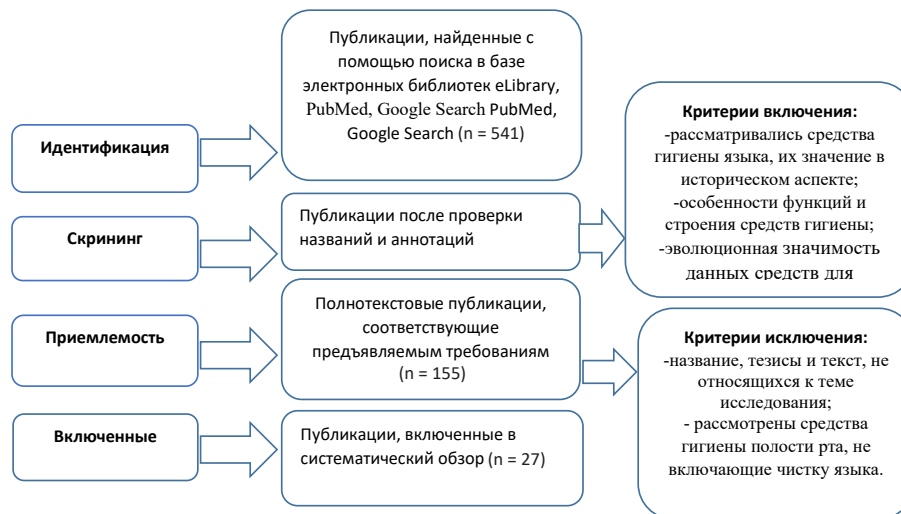 Идентификация
Публикации, найденные с
помощью поиска в базе
электронных библиотек eLibrary,
PubMed, Google Search PubMed,
Google Search (n = 541)
Скрининг
Публикации после проверки
названий и аннотаций
Критерии включения:
-рассматривались средства
гигиены языка, их значение в
историческом аспекте;
-особенности функций и
строения средств гигиены;
-эволюционная значимость
данных средств для
Приемлемость
Полнотекстовые публикации,
соответствующие
предъявляемым требованиям
(n = 155)
Критерии исключения:
-название, тезисы и текст, не
относящихся к теме
исследования;
- рассмотрены средства
гигиены полости рта, не
включающие чистку языка.
Включенные
Публикации, включенные в
систематический обзор (n = 27)